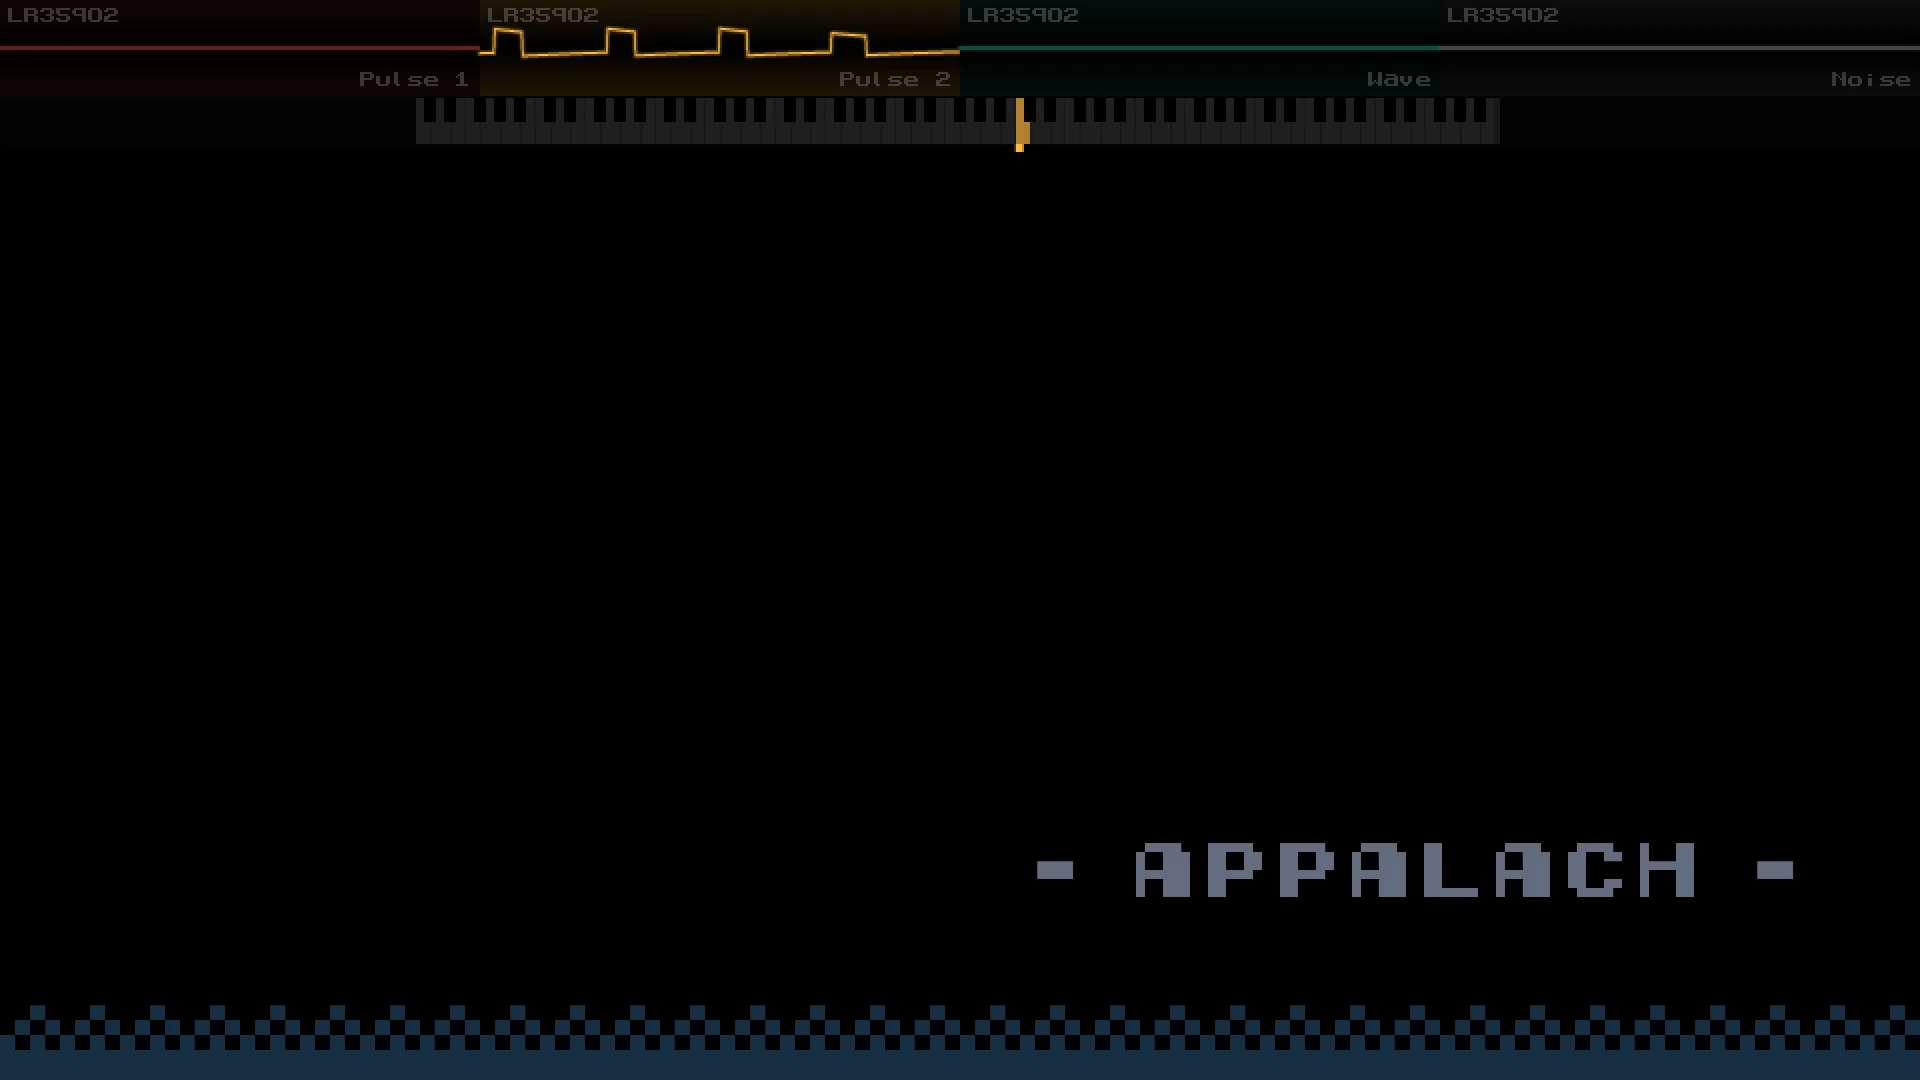 LR35902 LR35902 LR35902 LR35902
Pulse 1 Pulse 2 Wave Noise
- APPALACH -